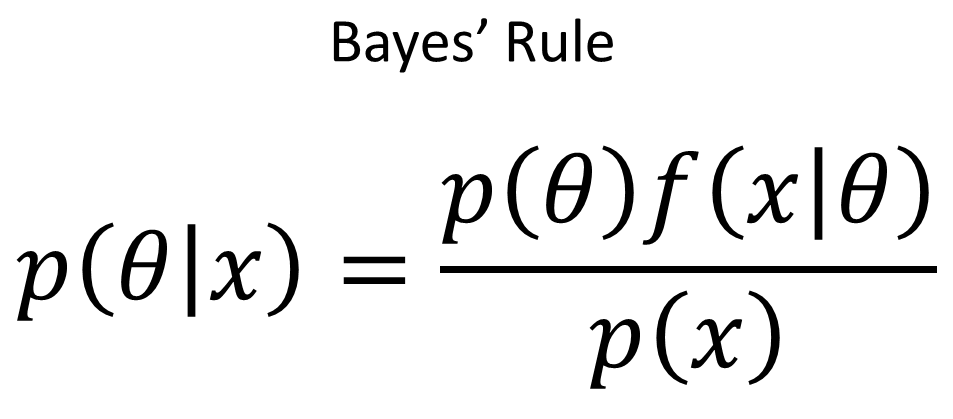 Bayes’ Rule
p(θ|x) = p(θ)f(x|θ) / p(x)